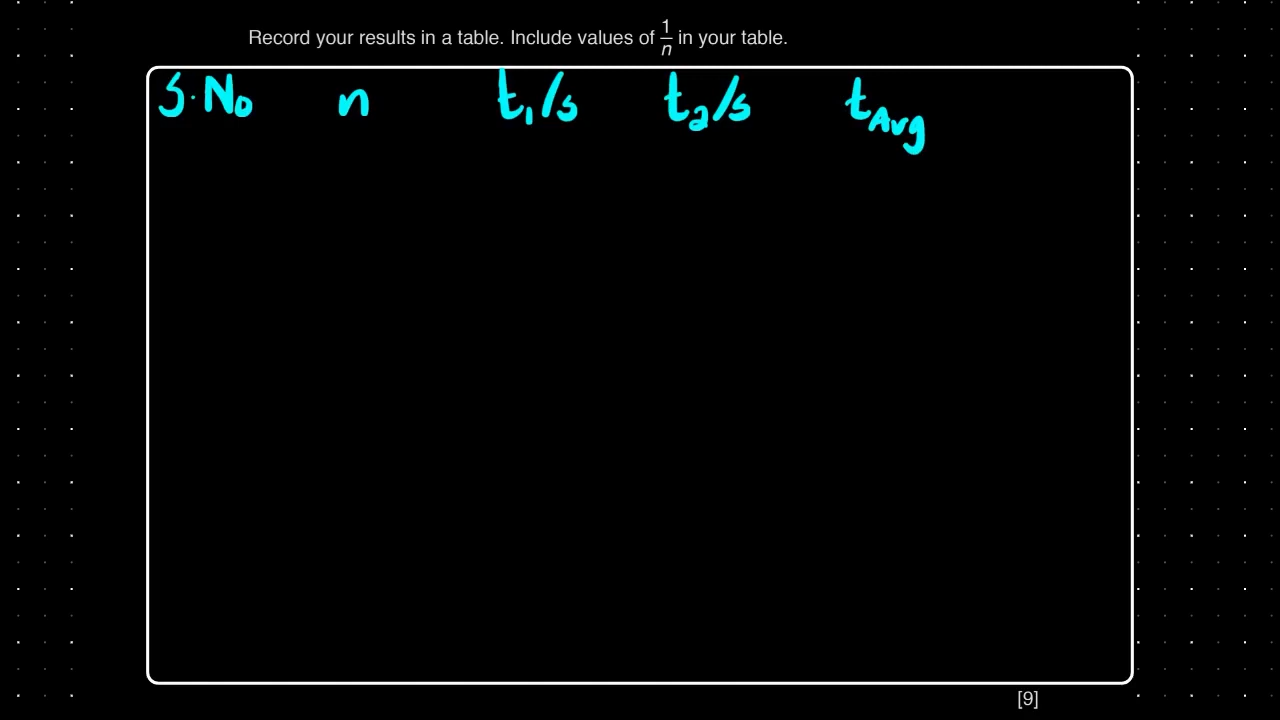 Record your results in a table. Include values of 1/n in your table.
S.No n t₁/s t₂/s tAvg
[9]